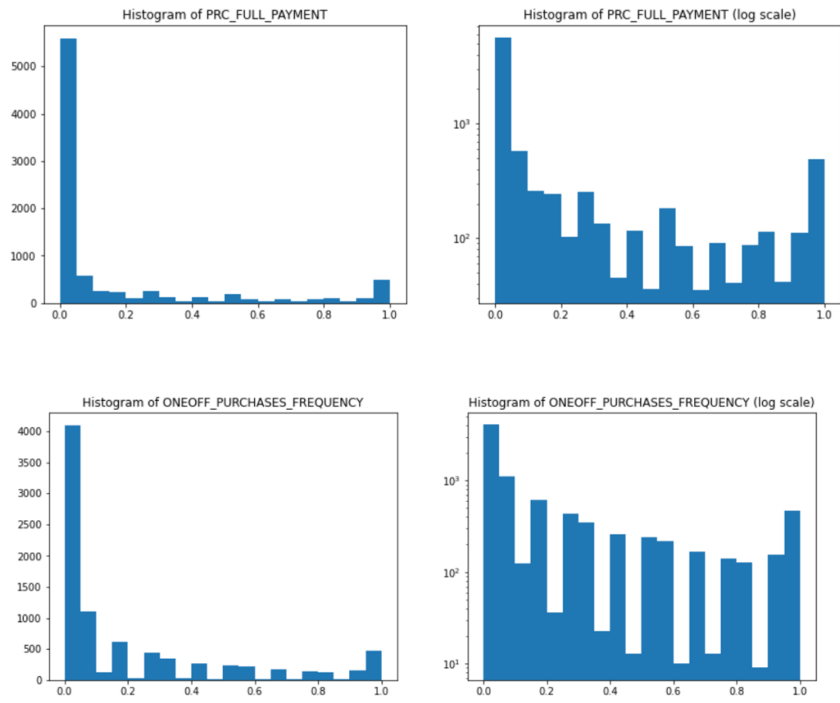 Histogram of PRC_FULL_PAYMENT
5000
4000
3000
2000
1000
0
0.0 0.2 0.4 0.6 0.8 1.0
Histogram of PRC_FULL_PAYMENT (log scale)
10³
10²
0.0 0.2 0.4 0.6 0.8 1.0
Histogram of ONEOFF_PURCHASES_FREQUENCY
4000
3500
3000
2500
2000
1500
1000
500
0
0.0 0.2 0.4 0.6 0.8 1.0
Histogram of ONEOFF_PURCHASES_FREQUENCY (log scale)
10³
10²
10¹
0.0 0.2 0.4 0.6 0.8 1.0